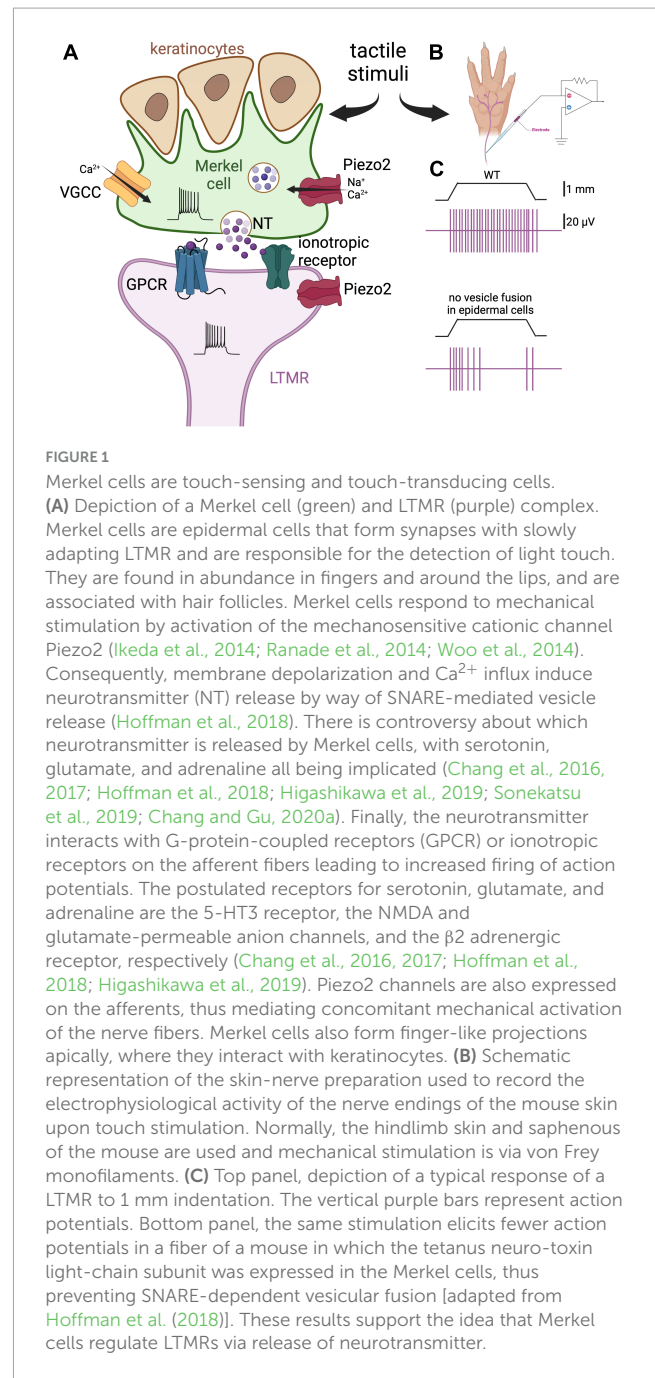 A
keratinocytes
tactile
stimuli
B
Electrode
Ca²⁺
VGCC
Merkel
cell
Piezo2
Na⁺
Ca²⁺
NT
ionotropic
receptor
GPCR
Piezo2
LTMR
C
WT
1 mm
20 µV
no vesicle fusion
in epidermal cells
FIGURE 1
Merkel cells are touch-sensing and touch-transducing cells.
(A) Depiction of a Merkel cell (green) and LTMR (purple) complex.
Merkel cells are epidermal cells that form synapses with slowly
adapting LTMR and are responsible for the detection of light touch.
They are found in abundance in fingers and around the lips, and are
associated with hair follicles. Merkel cells respond to mechanical
stimulation by activation of the mechanosensitive cationic channel
Piezo2 (Ikeda et al., 2014; Ranade et al., 2014; Woo et al., 2014).
Consequently, membrane depolarization and Ca²⁺ influx induce
neurotransmitter (NT) release by way of SNARE-mediated vesicle
release (Hoffman et al., 2018). There is controversy about which
neurotransmitter is released by Merkel cells, with serotonin,
glutamate, and adrenaline all being implicated (Chang et al., 2016,
2017; Hoffman et al., 2018; Higashikawa et al., 2019; Sonekatsu
et al., 2019; Chang and Gu, 2020a). Finally, the neurotransmitter
interacts with G-protein-coupled receptors (GPCR) or ionotropic
receptors on the afferent fibers leading to increased firing of action
potentials. The postulated receptors for serotonin, glutamate, and
adrenaline are the 5-HT3 receptor, the NMDA and
glutamate-permeable anion channels, and the β2 adrenergic
receptor, respectively (Chang et al., 2016, 2017; Hoffman et al.,
2018; Higashikawa et al., 2019). Piezo2 channels are also expressed
on the afferents, thus mediating concomitant mechanical activation
of the nerve fibers. Merkel cells also form finger-like projections
apically, where they interact with keratinocytes. (B) Schematic
representation of the skin-nerve preparation used to record the
electrophysiological activity of the nerve endings of the mouse skin
upon touch stimulation. Normally, the hindlimb skin and saphenous
of the mouse are used and mechanical stimulation is via von Frey
monofilaments. (C) Top panel, depiction of a typical response of a
LTMR to 1 mm indentation. The vertical purple bars represent action
potentials. Bottom panel, the same stimulation elicits fewer action
potentials in a fiber of a mouse in which the tetanus neuro-toxin
light-chain subunit was expressed in the Merkel cells, thus
preventing SNARE-dependent vesicular fusion [adapted from
Hoffman et al. (2018)]. These results support the idea that Merkel
cells regulate LTMRs via release of neurotransmitter.